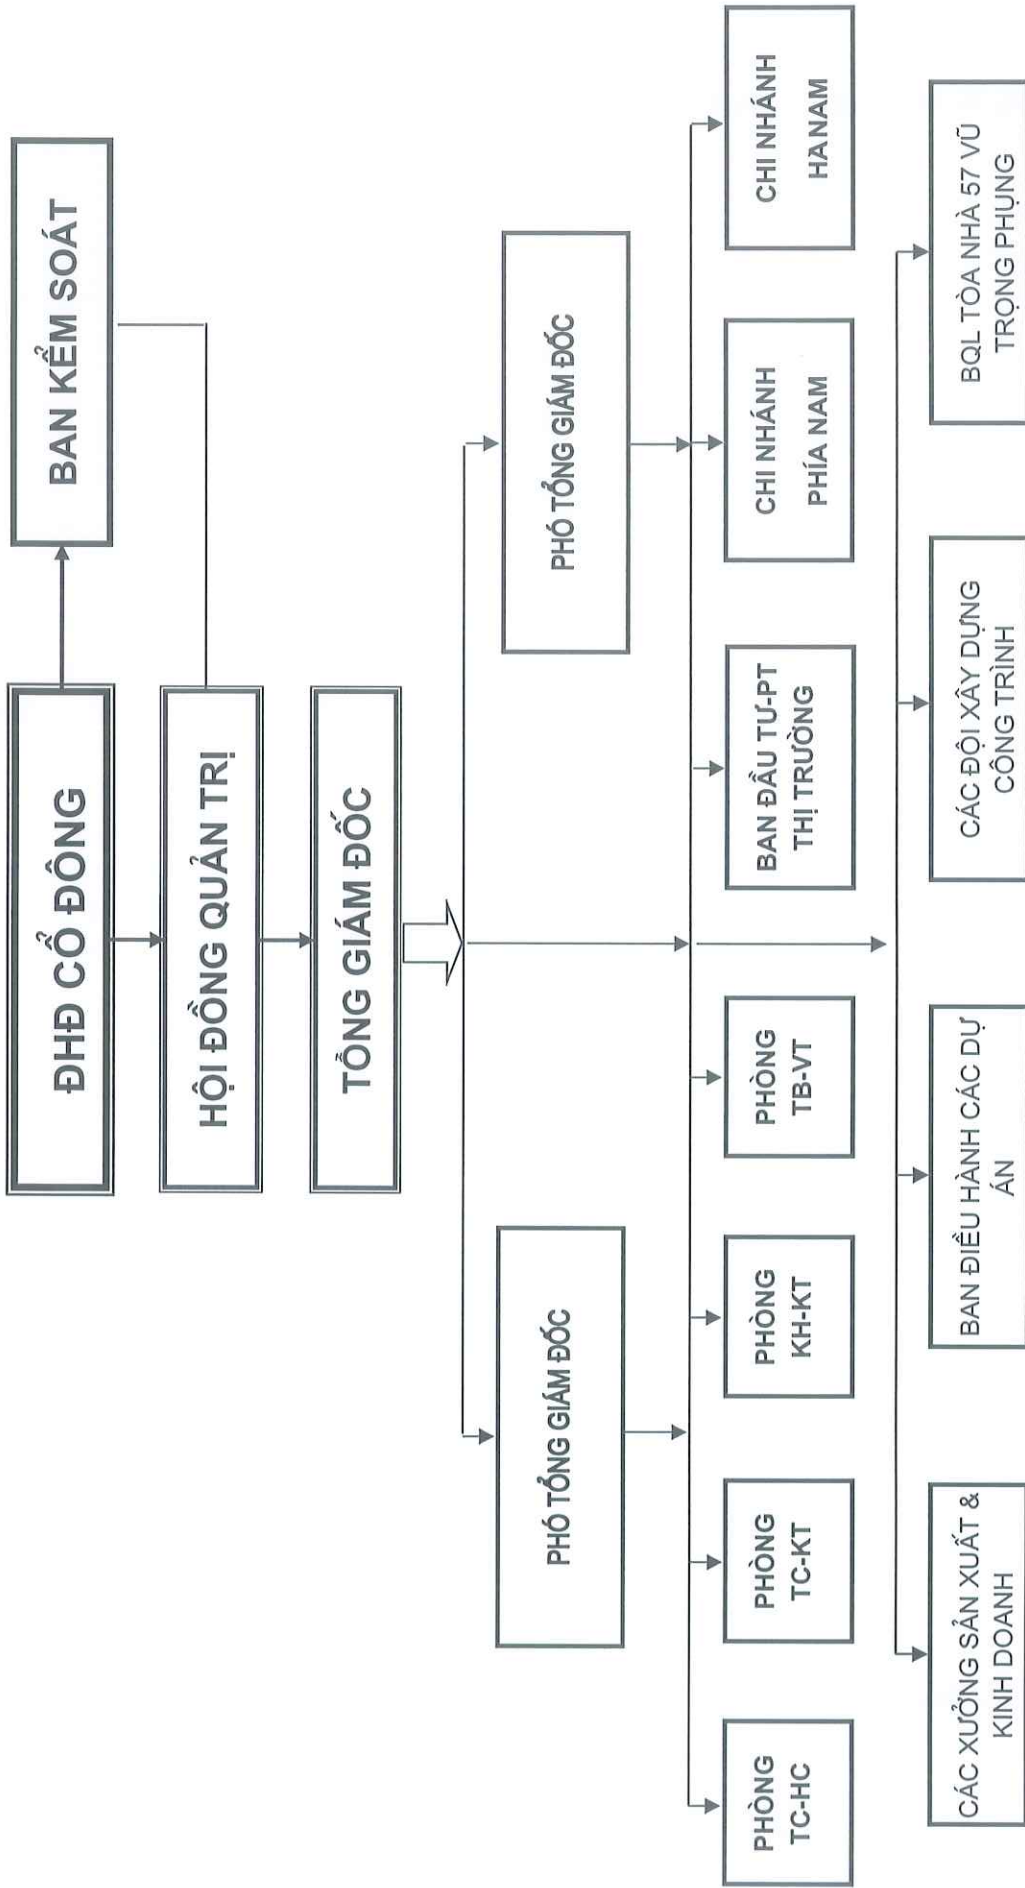 ĐHĐ CỔ ĐÔNG
BAN KỂM SOÁT
HỘI ĐỒNG QUẢN TRỊ
TỔNG GIÁM ĐỐC
PHÓ TỔNG GIÁM ĐỐC
PHÓ TỔNG GIÁM ĐỐC
PHÒNG
TC-HC
PHÒNG
TC-KT
PHÒNG
KH-KT
PHÒNG
TB-VT
BAN ĐẦU TƯ-PT
THỊ TRƯỜNG
CHI NHÁNH
PHÍA NAM
CHI NHÁNH
HÀ NAM
CÁC XƯỞNG SẢN XUẤT &
KINH DOANH
BAN ĐIỀU HÀNH CÁC DỰ
ÁN
CÁC ĐỘI XÂY DỰNG
CÔNG TRÌNH
BQL TÒA NHÀ 57 VŨ
TRỌNG PHỤNG